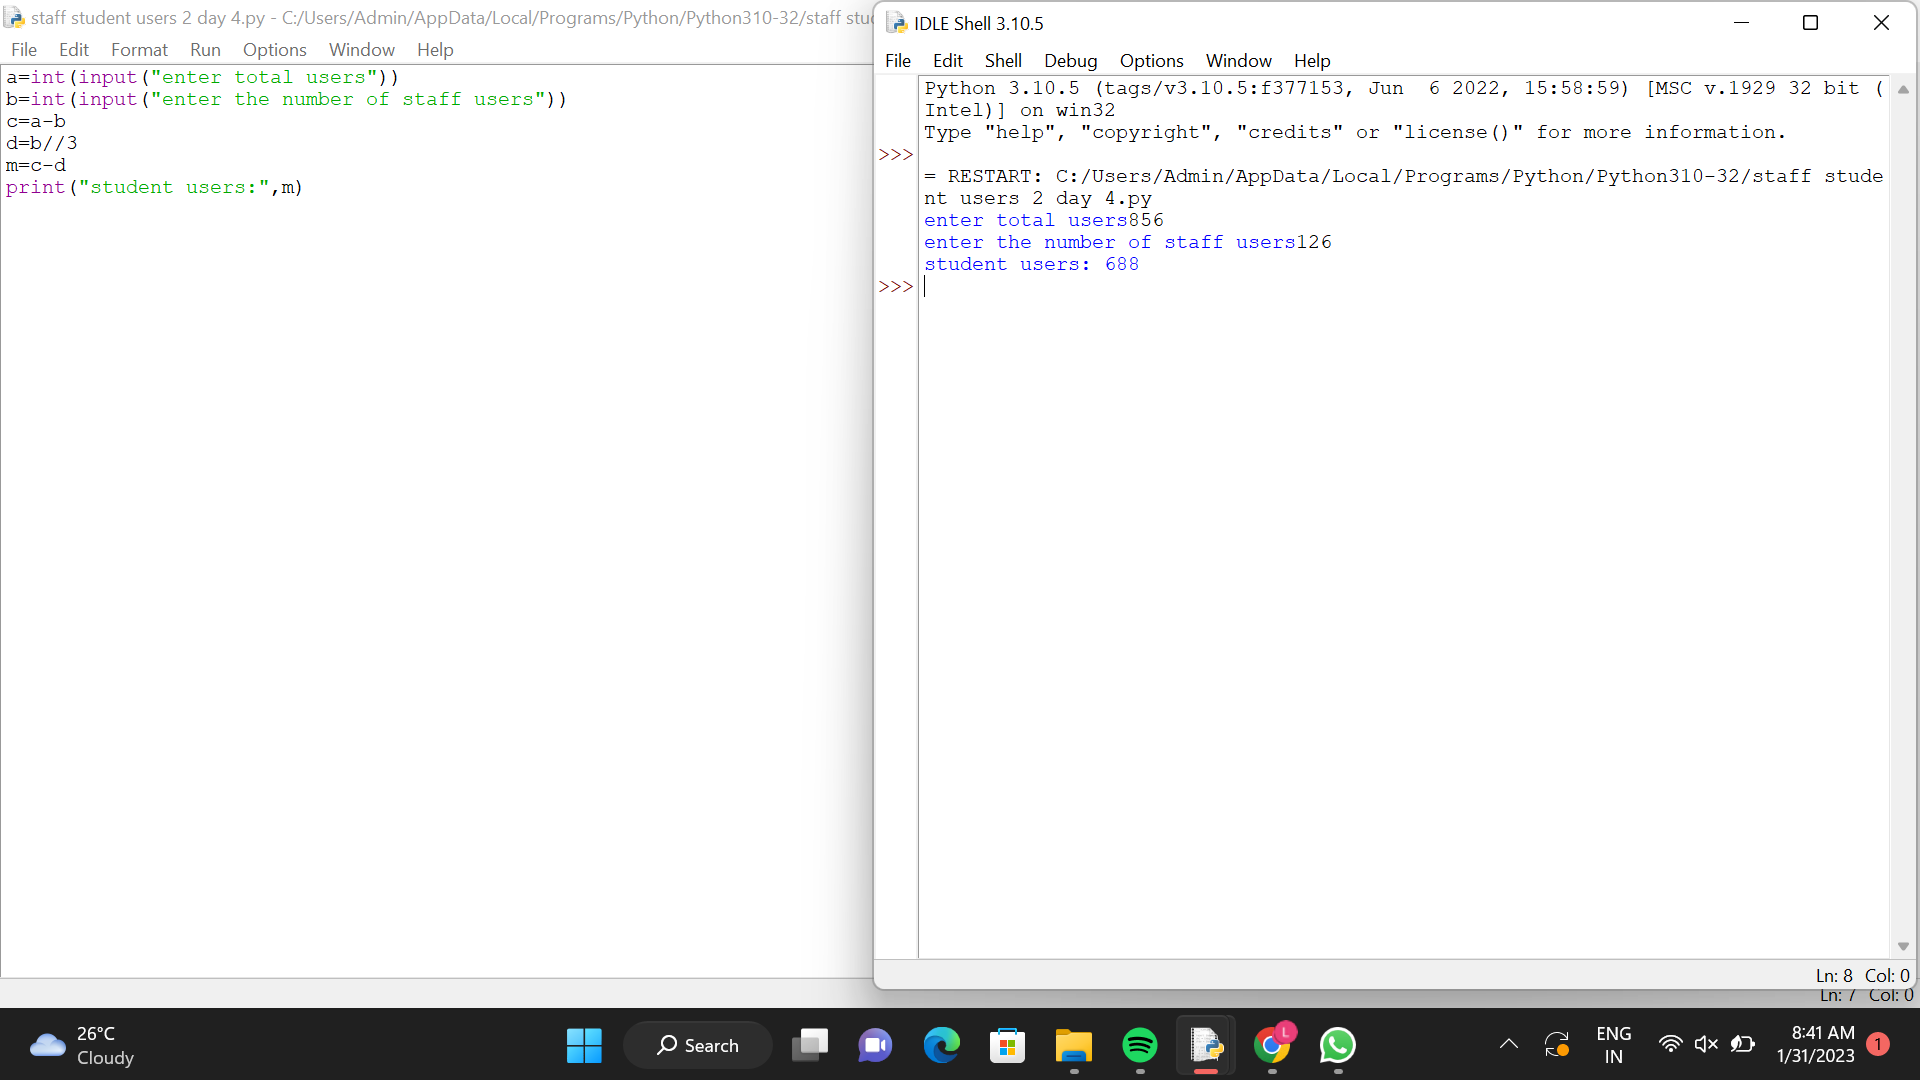 staff student users 2 day 4.py - C:/Users/Admin/AppData/Local/Programs/Python/Python310-32/staff
File Edit Format Run Options Window Help
a=int(input("enter total users"))
b=int(input("enter the number of staff users"))
c=a-b
d=b//3
m=c-d
print("student users:",m)
IDLE Shell 3.10.5
File Edit Shell Debug Options Window Help
Python 3.10.5 (tags/v3.10.5:f377153, Jun  6 2022, 15:58:59) [MSC v.1929 32 bit (
Intel)] on win32
Type "help", "copyright", "credits" or "license()" for more information.
>>>
= RESTART: C:/Users/Admin/AppData/Local/Programs/Python/Python310-32/staff stude
nt users 2 day 4.py
enter total users856
enter the number of staff users126
student users: 688
>>>
Ln: 8 Col: 0
Ln: 7 Col: 0
26°C
Cloudy
Search
L
ENG
IN
8:41 AM
1/31/2023
1